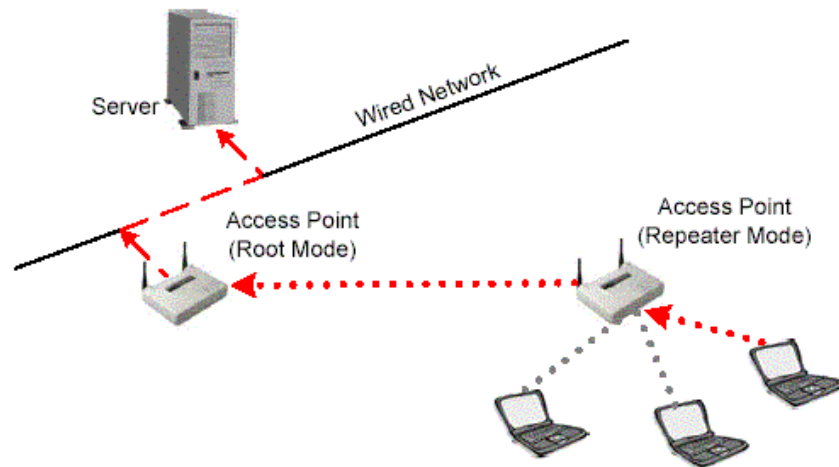 Server
Wired Network
Access Point
(Root Mode)
Access Point
(Repeater Mode)